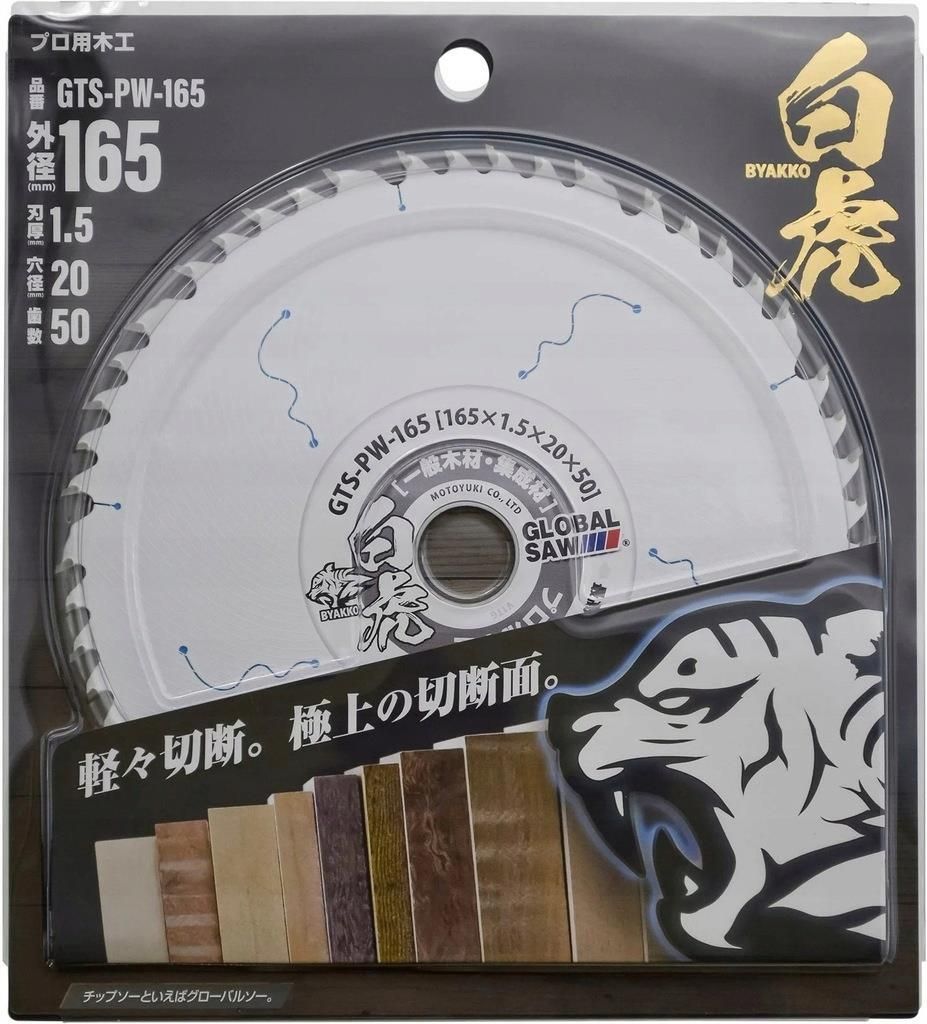 プロ用木工
品番 GTS-PW-165
外径(mm) 165
刃厚(mm) 1.5
穴径(mm) 20
歯数 50
白虎
BYAKKO
GTS-PW-165 [165×1.5×20×50]
[一般木材・集成材]
MOTOYUKI CO., LTD
GLOBAL
SAW
®
白虎
BYAKKO
軽々切断。極上の切断面。
チップソーといえばグローバルソー。